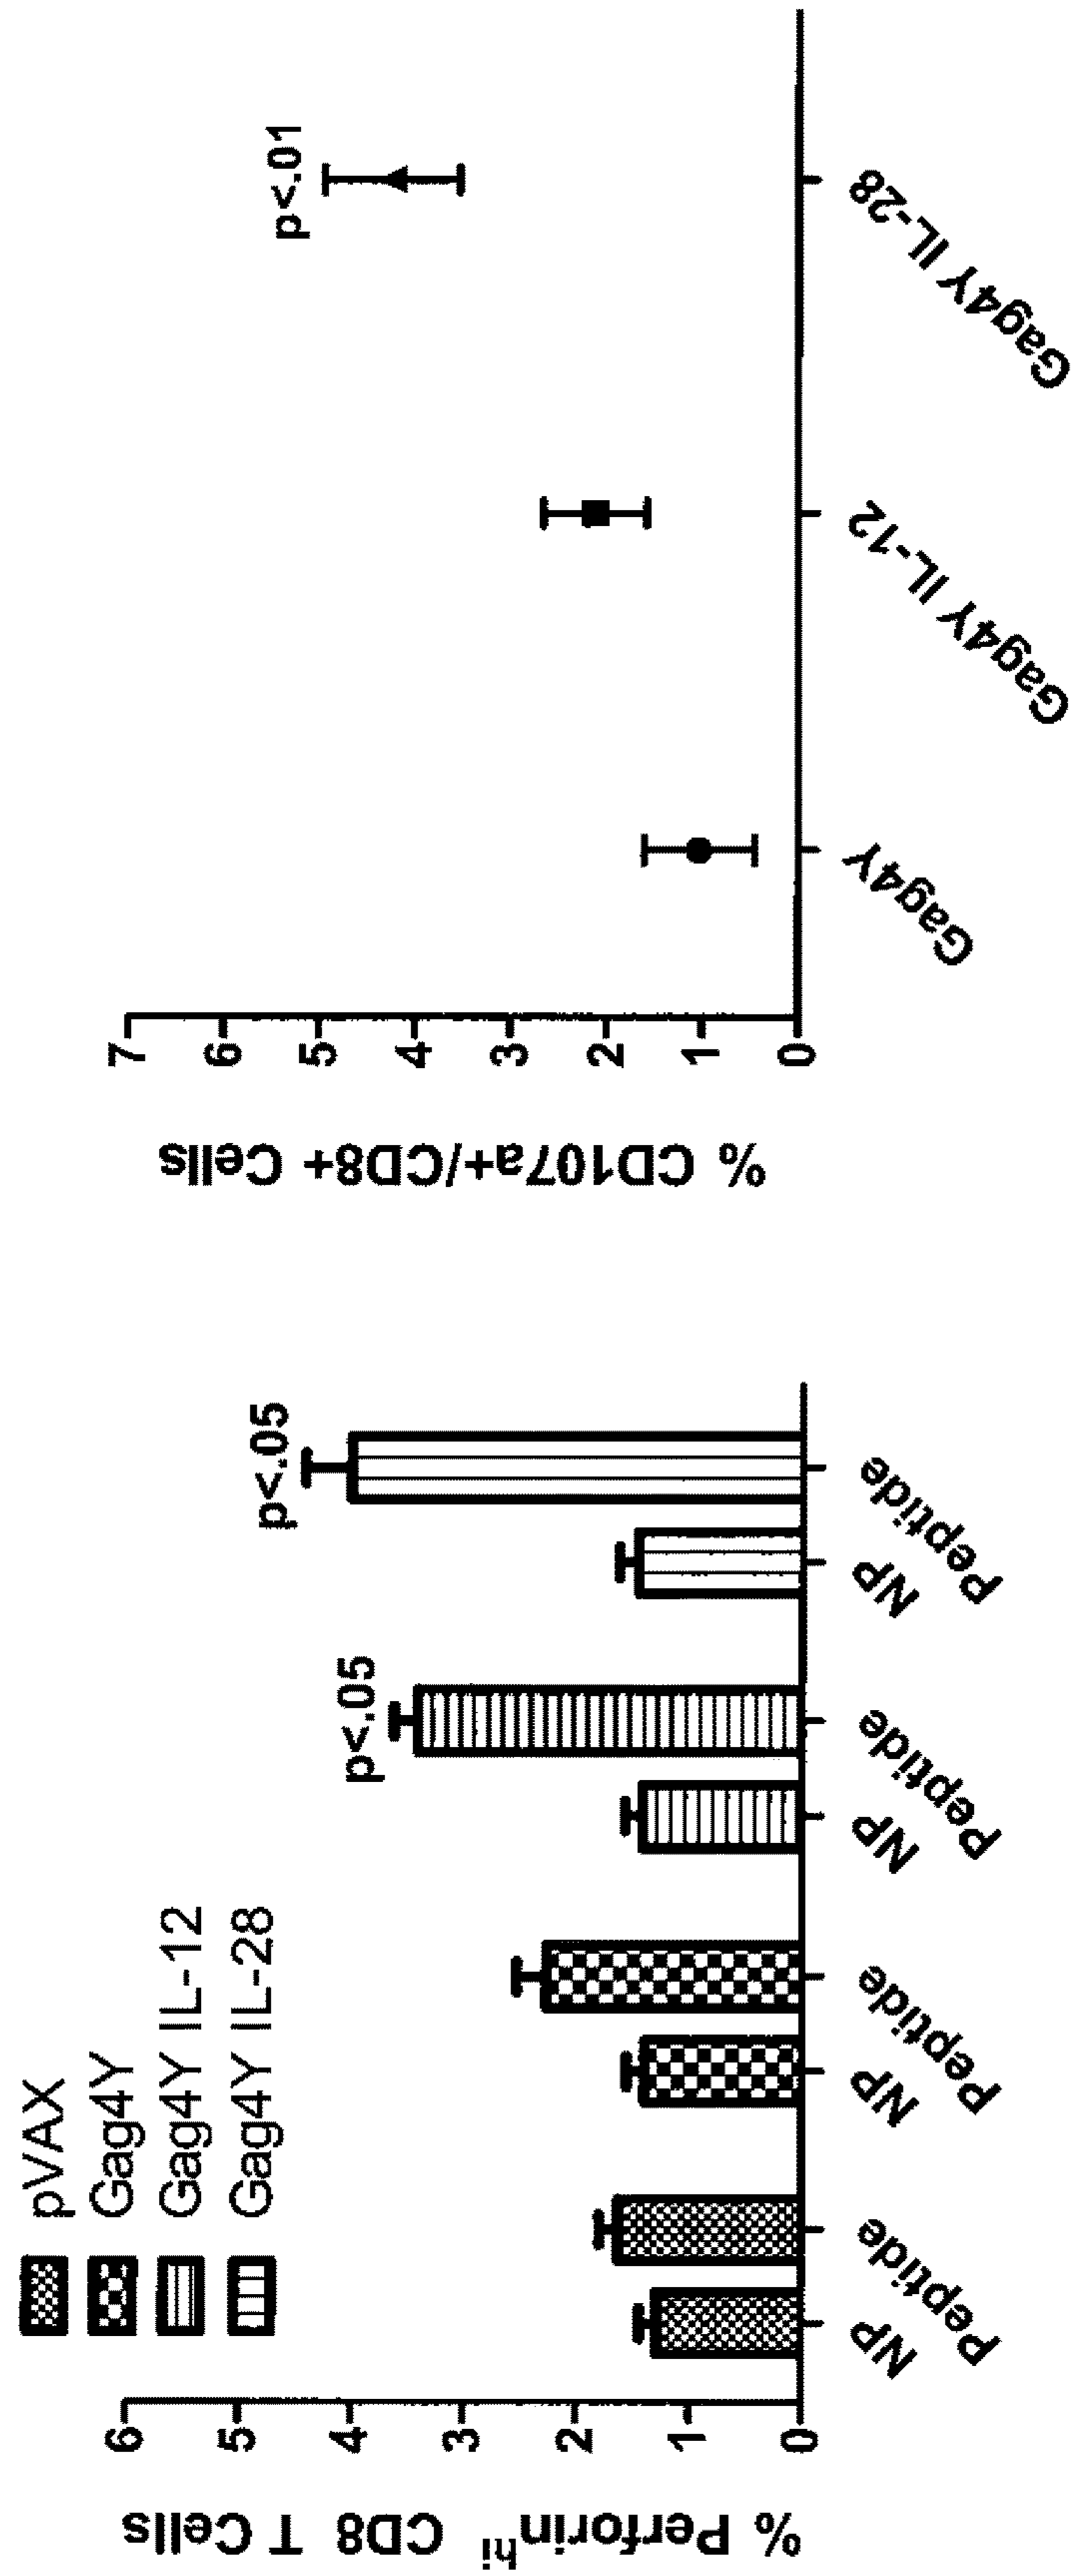 pVAX
Gag4Y
Gag4Y IL-12
Gag4Y IL-28
% Perforin^hi CD8 T Cells
6
5
4
3
2
1
0
p<.05
p<.05
NP
Peptide
NP
Peptide
NP
Peptide
NP
Peptide
% CD107a+/CD8+ Cells
7
6
5
4
3
2
1
0
p<.01
Gag4Y
Gag4Y IL-12
Gag4Y IL-28